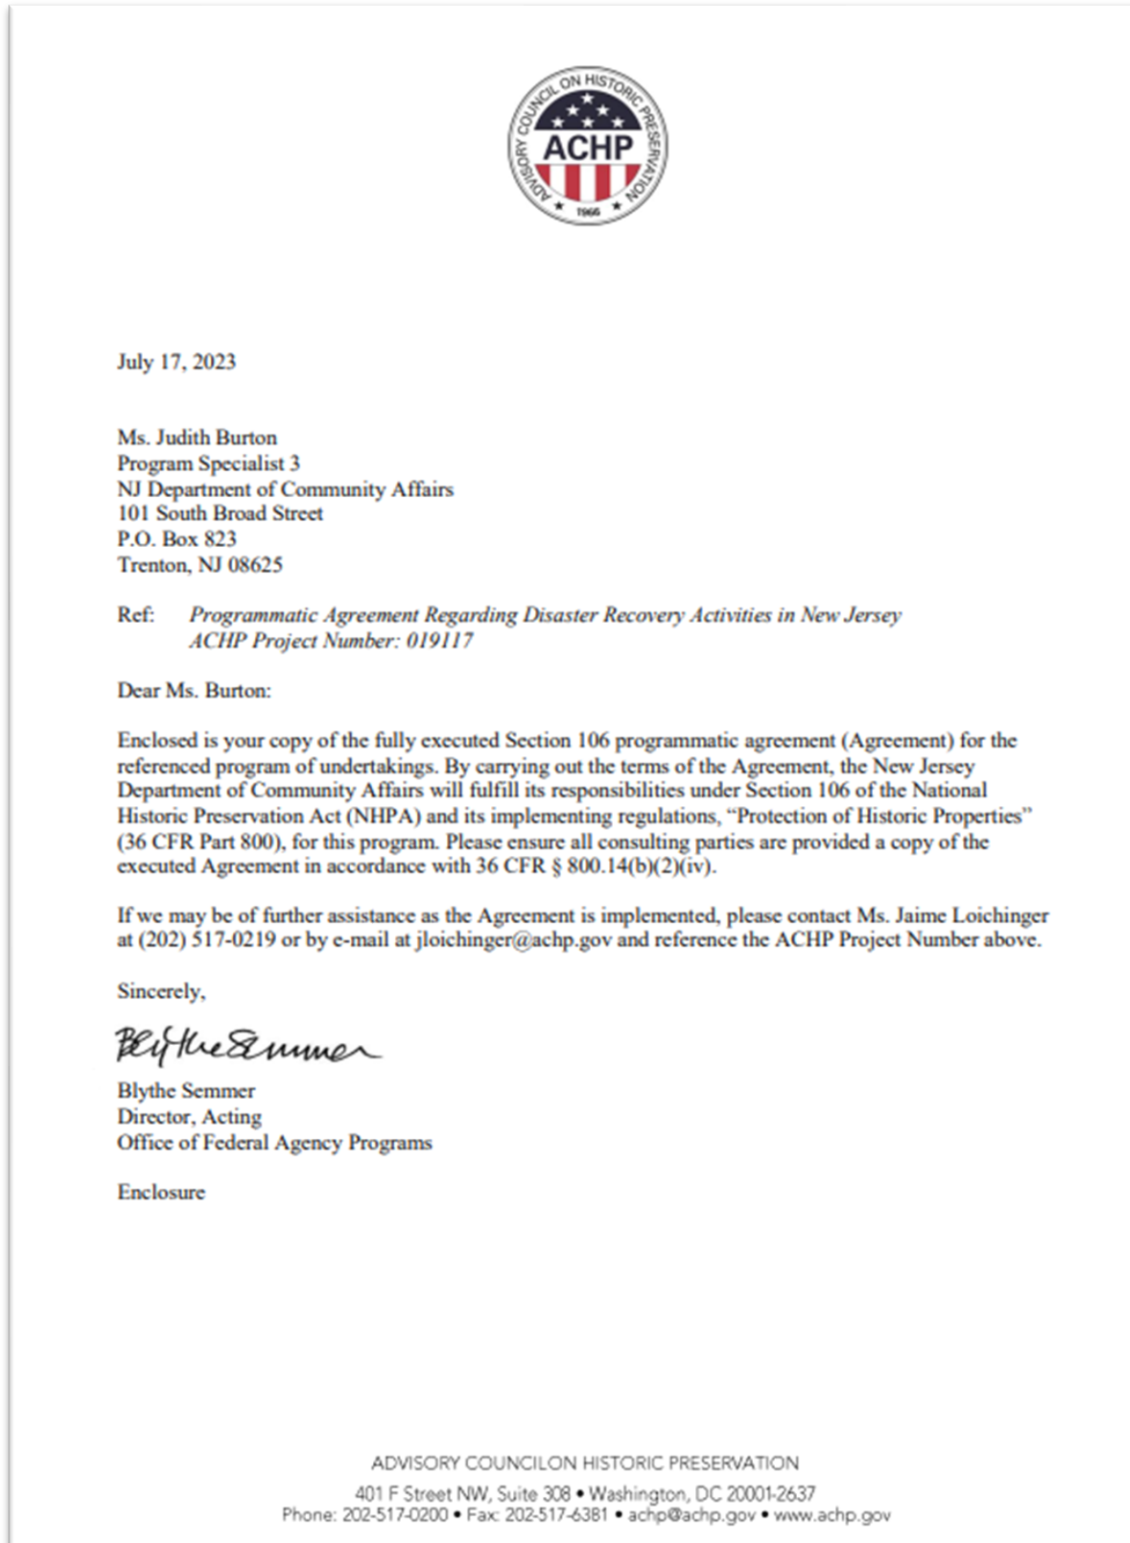 ADVISORY COUNCIL ON HISTORIC PRESERVATION
ACHP
1966
July 17, 2023
Ms. Judith Burton
Program Specialist 3
NJ Department of Community Affairs
101 South Broad Street
P.O. Box 823
Trenton, NJ 08625
Ref: Programmatic Agreement Regarding Disaster Recovery Activities in New Jersey
ACHP Project Number: 019117
Dear Ms. Burton:
Enclosed is your copy of the fully executed Section 106 programmatic agreement (Agreement) for the
referenced program of undertakings. By carrying out the terms of the Agreement, the New Jersey
Department of Community Affairs will fulfill its responsibilities under Section 106 of the National
Historic Preservation Act (NHPA) and its implementing regulations, “Protection of Historic Properties”
(36 CFR Part 800), for this program. Please ensure all consulting parties are provided a copy of the
executed Agreement in accordance with 36 CFR § 800.14(b)(2)(iv).
If we may be of further assistance as the Agreement is implemented, please contact Ms. Jaime Loichinger
at (202) 517-0219 or by e-mail at jloichinger@achp.gov and reference the ACHP Project Number above.
Sincerely,
Blythe Semmer
Blythe Semmer
Director, Acting
Office of Federal Agency Programs
Enclosure
ADVISORY COUNCILON HISTORIC PRESERVATION
401 F Street NW, Suite 308 • Washington, DC 20001-2637
Phone: 202-517-0200 • Fax: 202-517-6381 • achp@achp.gov • www.achp.gov